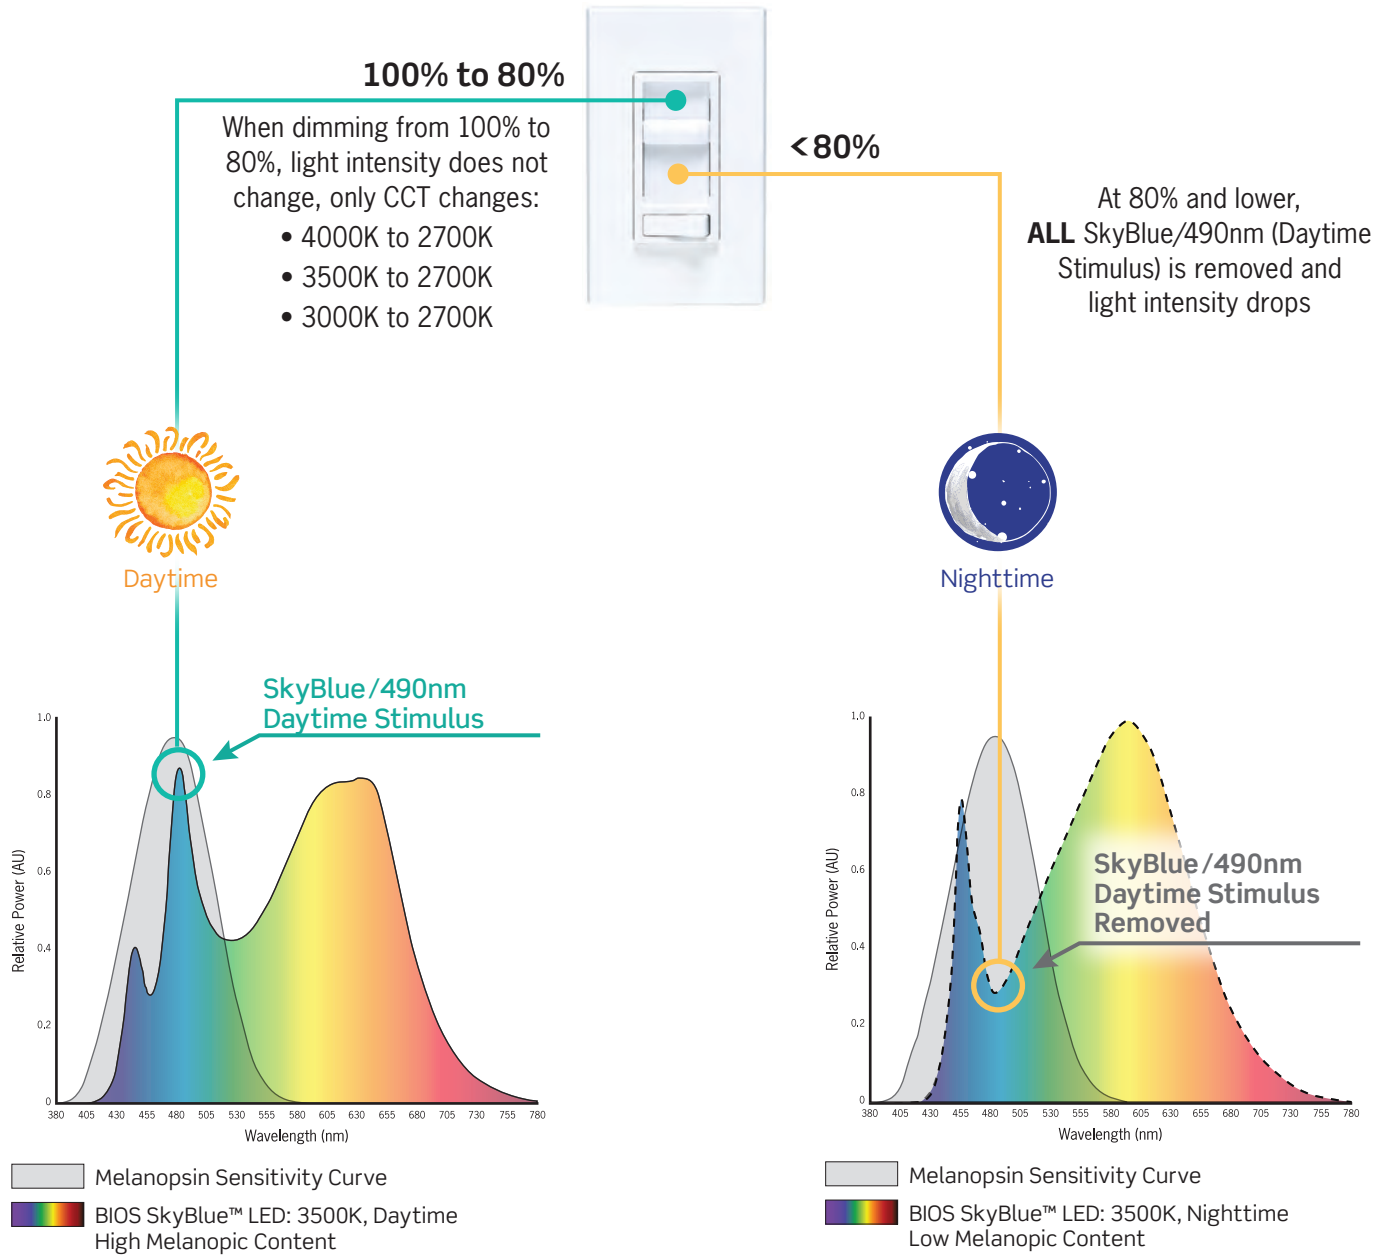 100% to 80%
When dimming from 100% to
80%, light intensity does not
change, only CCT changes:
• 4000K to 2700K
• 3500K to 2700K
• 3000K to 2700K
<80%
At 80% and lower,
ALL SkyBlue/490nm (Daytime
Stimulus) is removed and
light intensity drops
Daytime
Nighttime
SkyBlue/490nm
Daytime Stimulus
1.0
0.8
0.6
0.4
0.2
0
Relative Power (AU)
380 405 430 455 480 505 530 555 580 605 630 655 680 705 730 755 780
Wavelength (nm)
Melanopsin Sensitivity Curve
BIOS SkyBlue™ LED: 3500K, Daytime
High Melanopic Content
SkyBlue/490nm
Daytime Stimulus
Removed
1.0
0.8
0.6
0.4
0.2
0
Relative Power (AU)
380 405 430 455 480 505 530 555 580 605 630 655 680 705 730 755 780
Wavelength (nm)
Melanopsin Sensitivity Curve
BIOS SkyBlue™ LED: 3500K, Nighttime
Low Melanopic Content